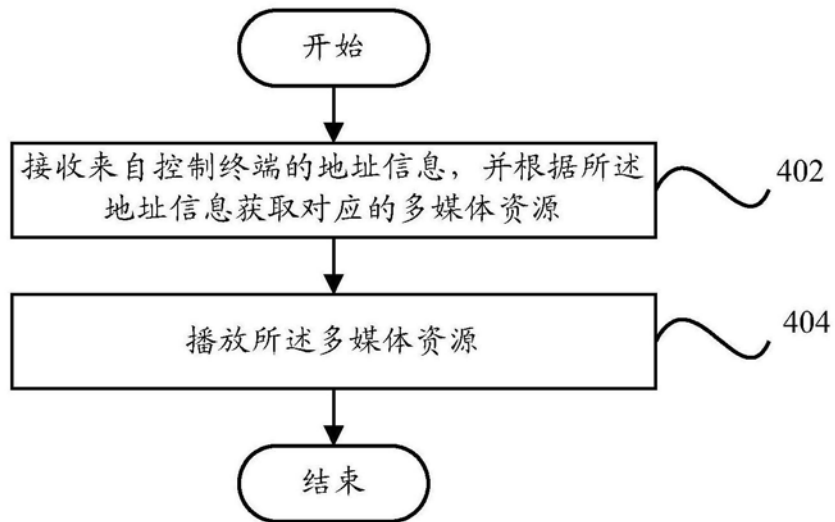 开始
接收来自控制终端的地址信息，并根据所述
地址信息获取对应的多媒体资源
402
播放所述多媒体资源
404
结束